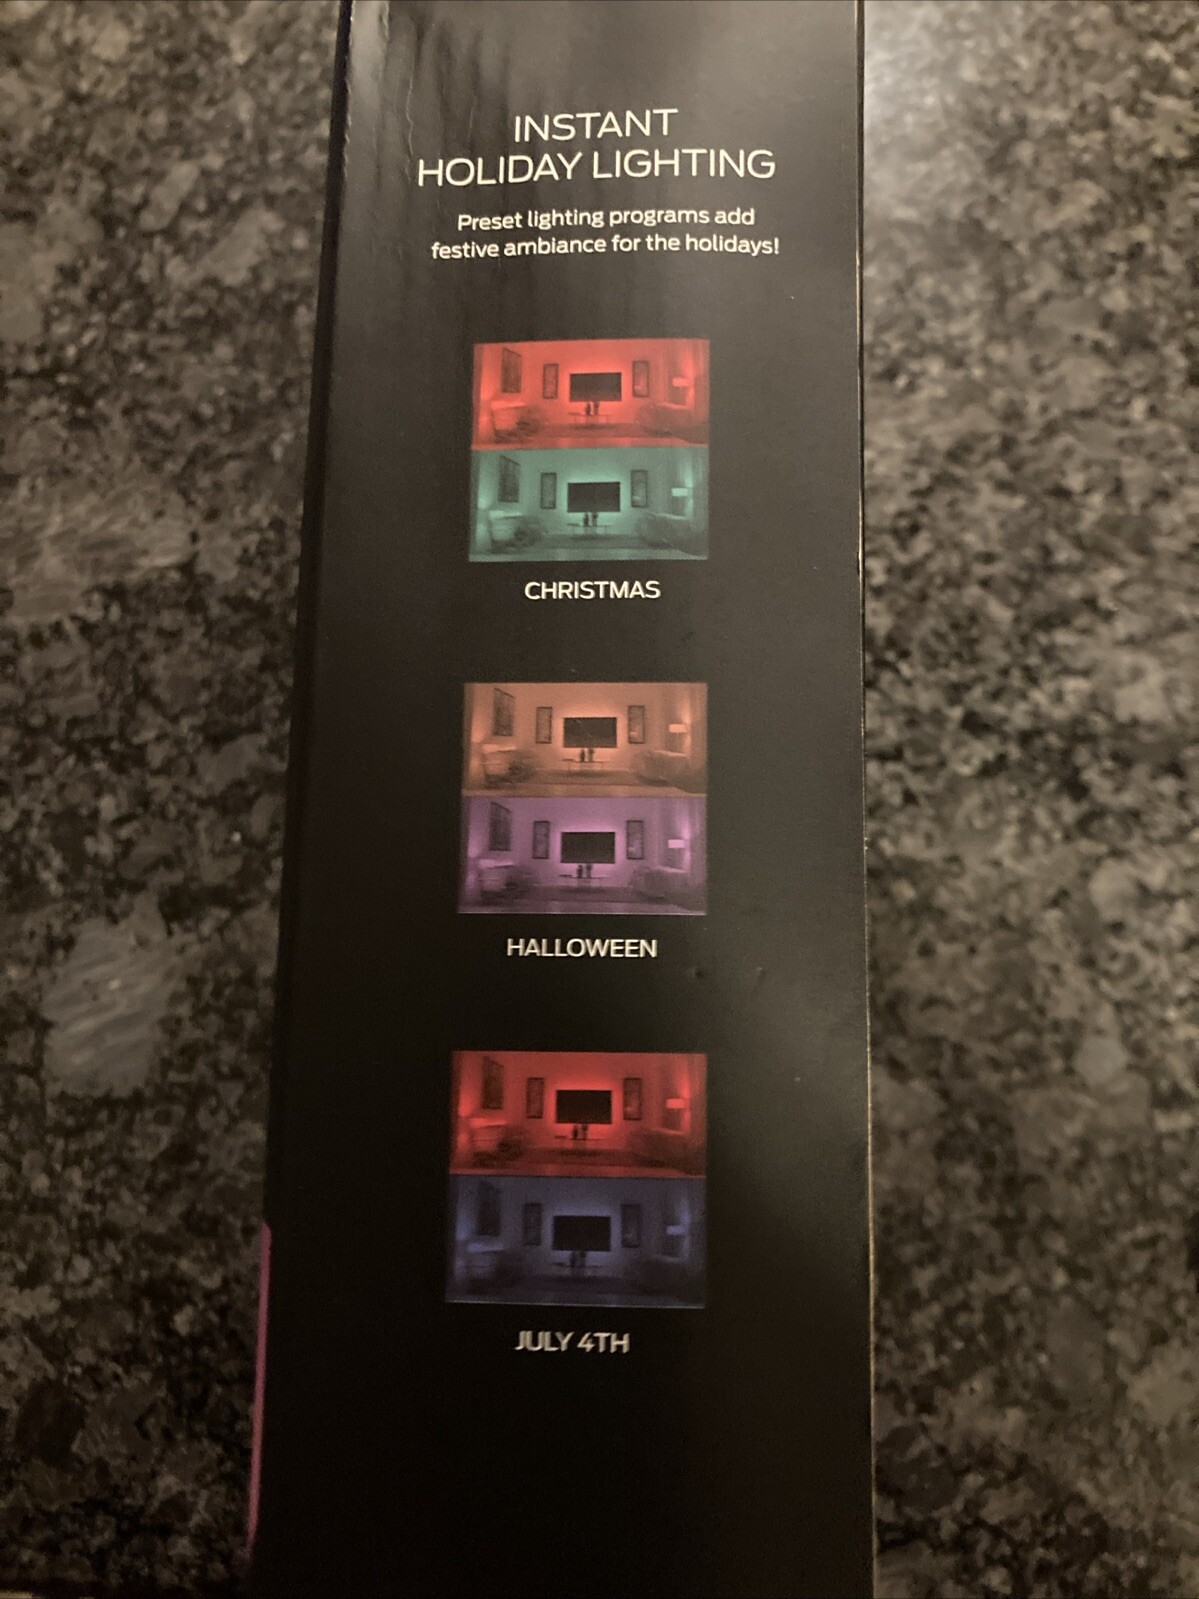 INSTANT
HOLIDAY LIGHTING
Preset lighting programs add
festive ambiance for the holidays!
CHRISTMAS
HALLOWEEN
JULY 4TH